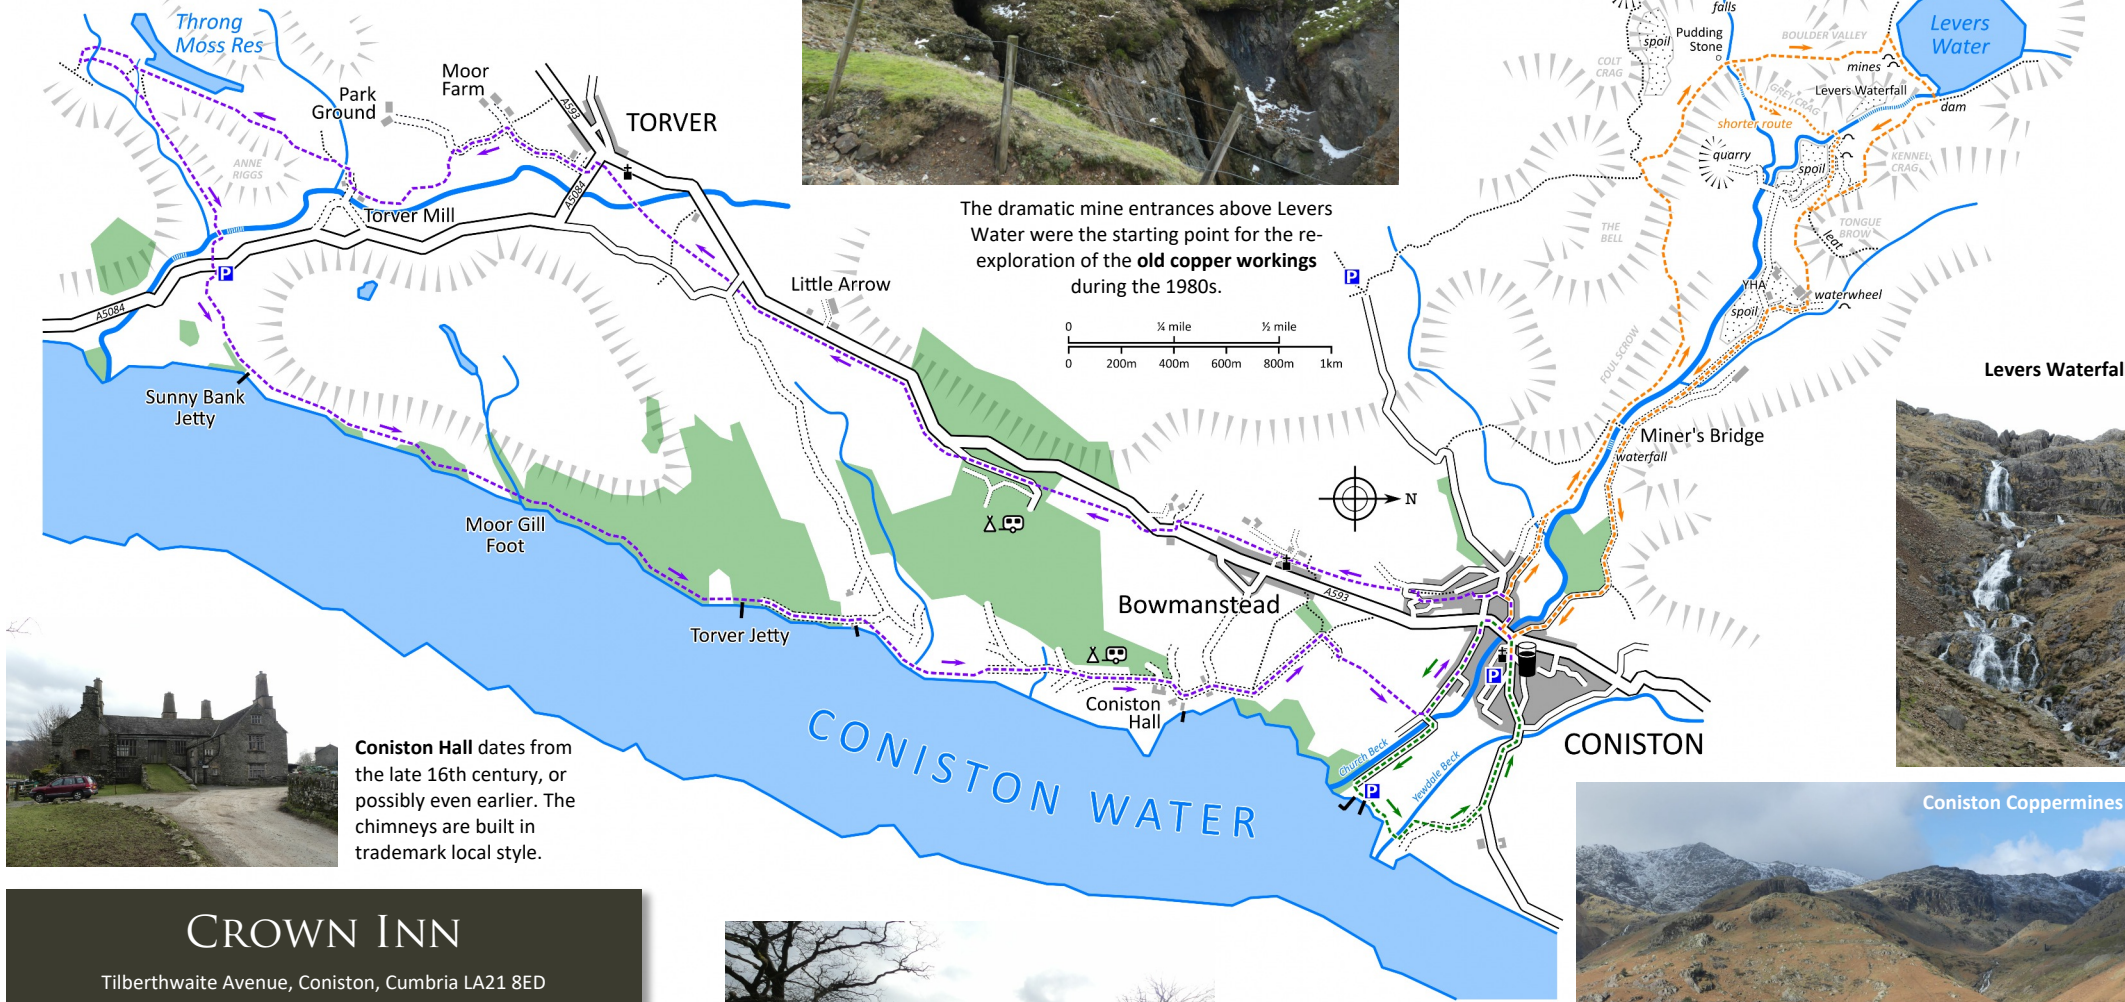 Throng
Moss Res
Park
Ground
Moor
Farm
A593
TORVER
ANNE
RIGGS
Torver Mill
A5084
A5084
P
Sunny Bank
Jetty
Little Arrow
The dramatic mine entrances above Levers
Water were the starting point for the re-
exploration of the old copper workings
during the 1980s.
0 ¼ mile ½ mile
0 200m 400m 600m 800m 1km
P
falls
Pudding
Stone
spoil
COLT
CRAG
BOULDER VALLEY
Levers
Water
mines
GREY CRAG
Levers Waterfall
dam
shorter route
quarry
spoil
KENNEL
CRAG
THE
BELL
TONGUE
BROW
leat
YHA
waterwheel
spoil
FOUL SCROW
Miner's Bridge
waterfall
Levers Waterfal
N
Moor Gill
Foot
Torver Jetty
Bowmanstead
A593
Coniston
Hall
P
CONISTON
Church Beck
Yewdale Beck
P
CONISTON WATER
Coniston Hall dates from
the late 16th century, or
possibly even earlier. The
chimneys are built in
trademark local style.
Coniston Coppermines
CROWN INN
Tilberthwaite Avenue, Coniston, Cumbria LA21 8ED